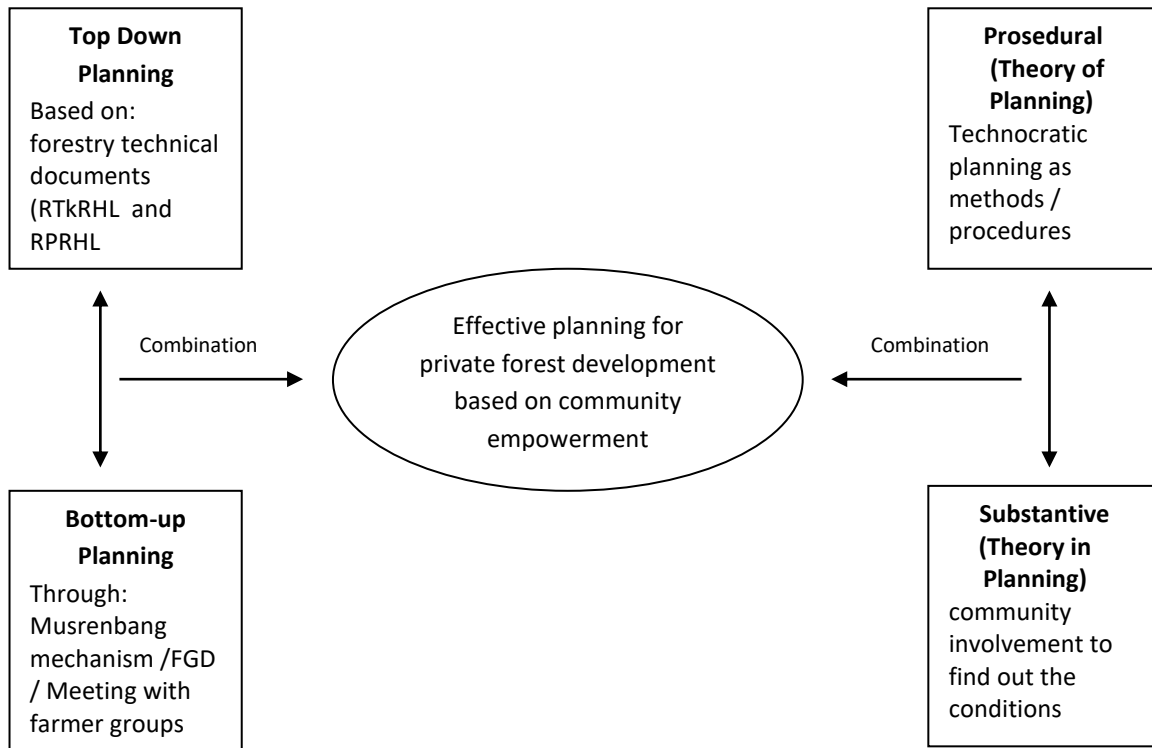 Top Down
Planning
Based on:
forestry technical
documents
(RTkRHL and
RPRHL
Prosedural
(Theory of
Planning)
Technocratic
planning as
methods /
procedures
Combination
Effective planning for
private forest development
based on community
empowerment
Combination
Bottom-up
Planning
Through:
Musrenbang
mechanism /FGD
/ Meeting with
farmer groups
Substantive
(Theory in
Planning)
community
involvement to
find out the
conditions